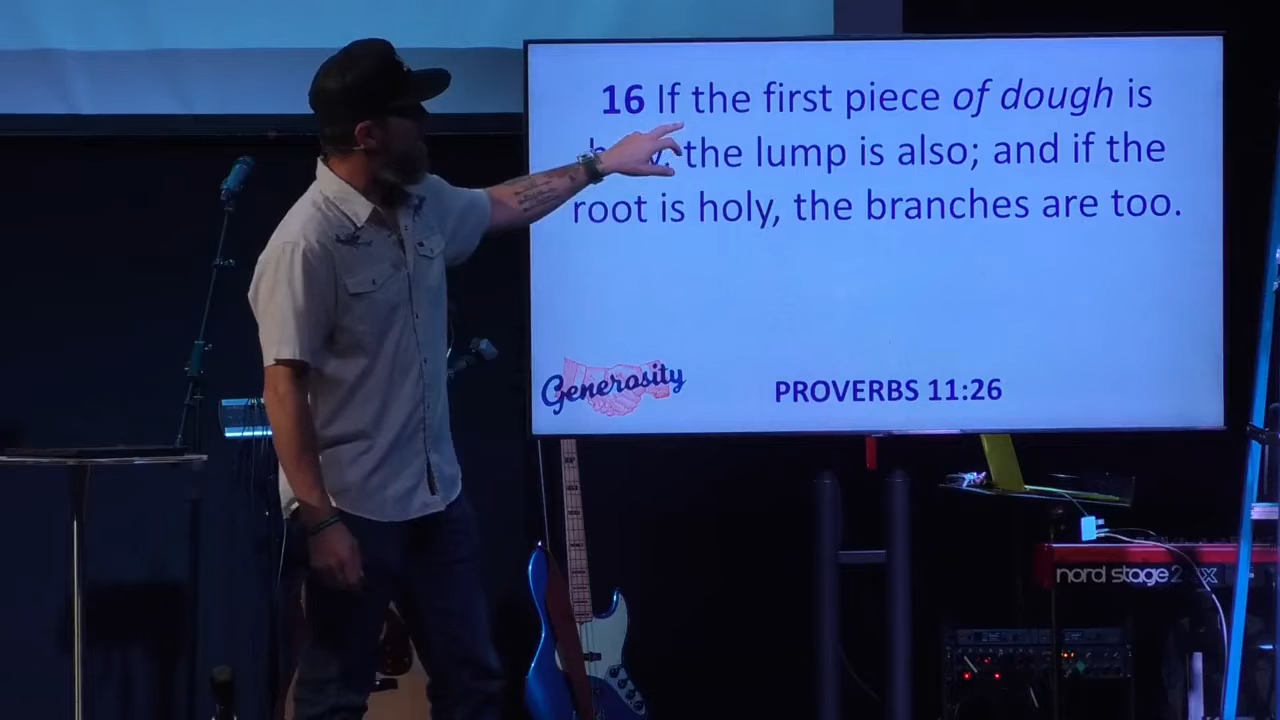 16 If the first piece of dough is
the lump is also; and if the
root is holy, the branches are too.
Generosity
PROVERBS 11:26
nord stage 2 EX